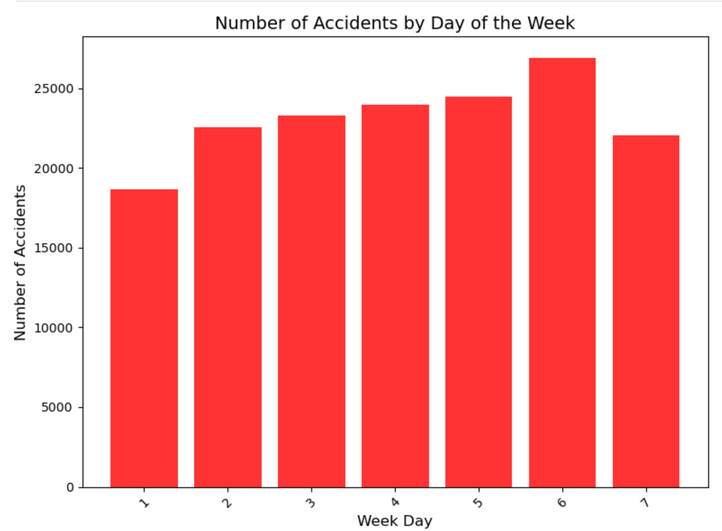 Number of Accidents by Day of the Week
25000
20000
15000
10000
5000
0
Number of Accidents
1 2 3 4 5 6 7
Week Day